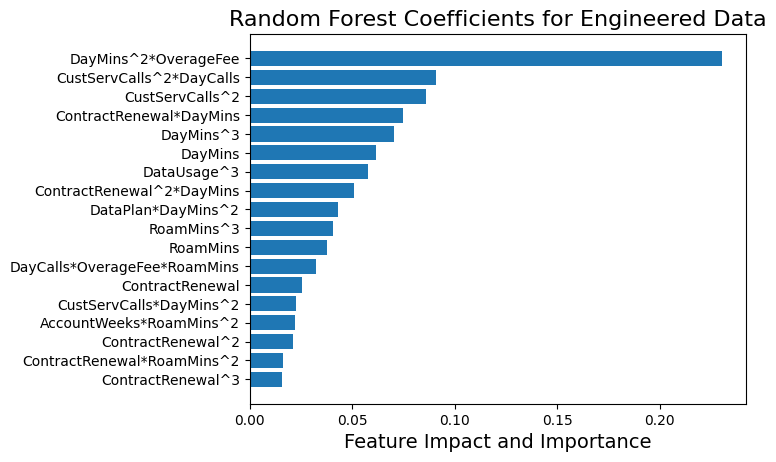 Random Forest Coefficients for Engineered Data
DayMins^2*OverageFee
CustServCalls^2*DayCalls
CustServCalls^2
ContractRenewal*DayMins
DayMins^3
DayMins
DataUsage^3
ContractRenewal^2*DayMins
DataPlan*DayMins^2
RoamMins^3
RoamMins
DayCalls*OverageFee*RoamMins
ContractRenewal
CustServCalls*DayMins^2
AccountWeeks*RoamMins^2
ContractRenewal^2
ContractRenewal*RoamMins^2
ContractRenewal^3
0.00 0.05 0.10 0.15 0.20
Feature Impact and Importance